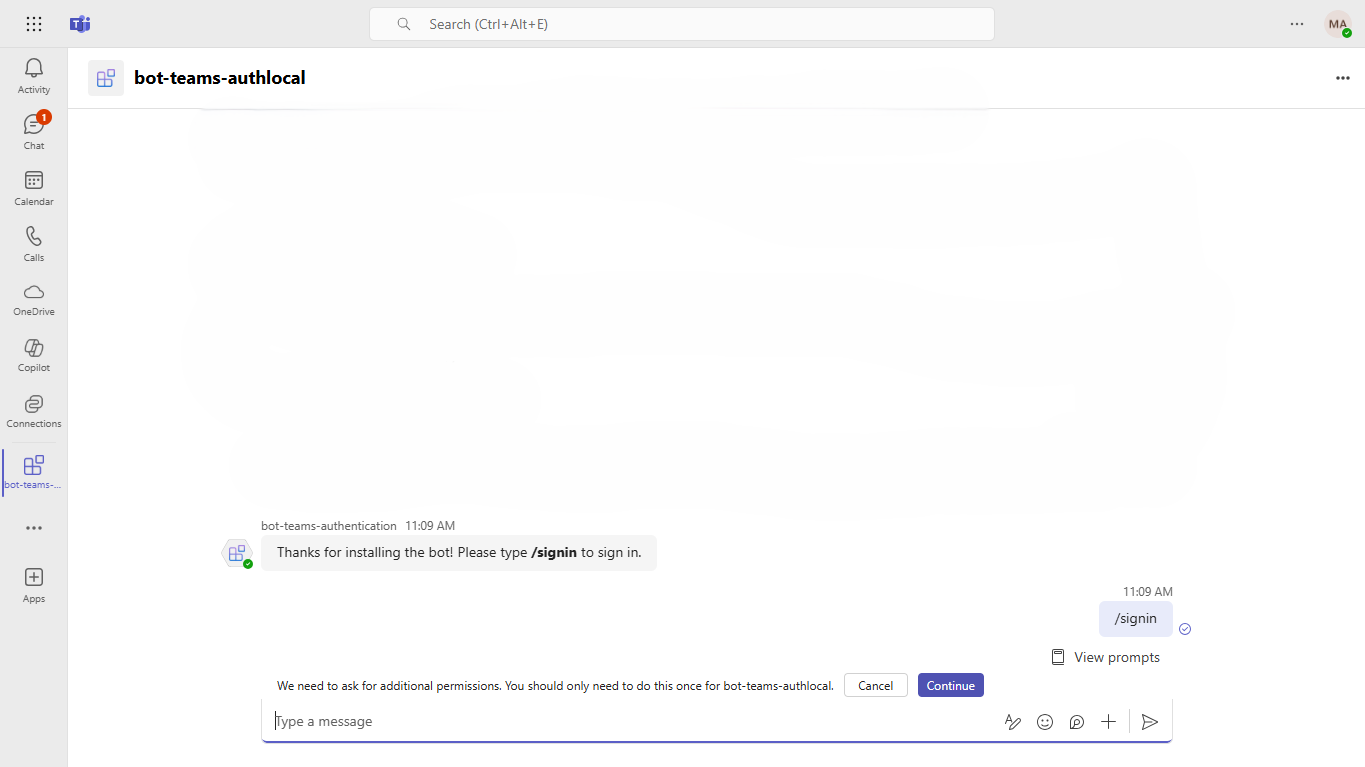 Search (Ctrl+Alt+E)
MA
Activity
bot-teams-authlocal
1
Chat
Calendar
Calls
OneDrive
Copilot
Connections
bot-teams-...
Apps
bot-teams-authentication 11:09 AM
Thanks for installing the bot! Please type /signin to sign in.
11:09 AM
/signin
View prompts
We need to ask for additional permissions. You should only need to do this once for bot-teams-authlocal. Cancel Continue
Type a message